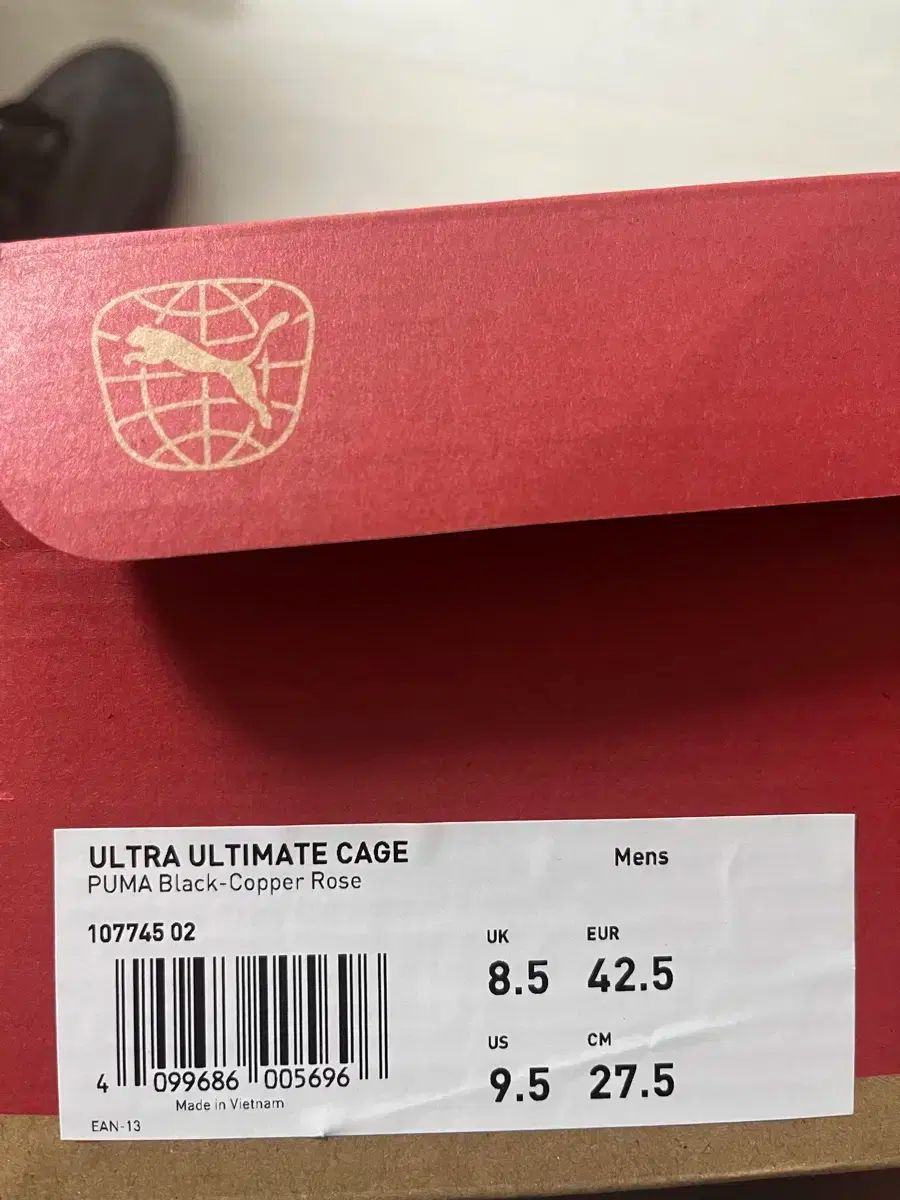 ULTRA ULTIMATE CAGE
PUMA Black-Copper Rose
Mens
107745 02
UK EUR
8.5 42.5
US CM
9.5 27.5
4 099686 005696
Made in Vietnam
EAN-13